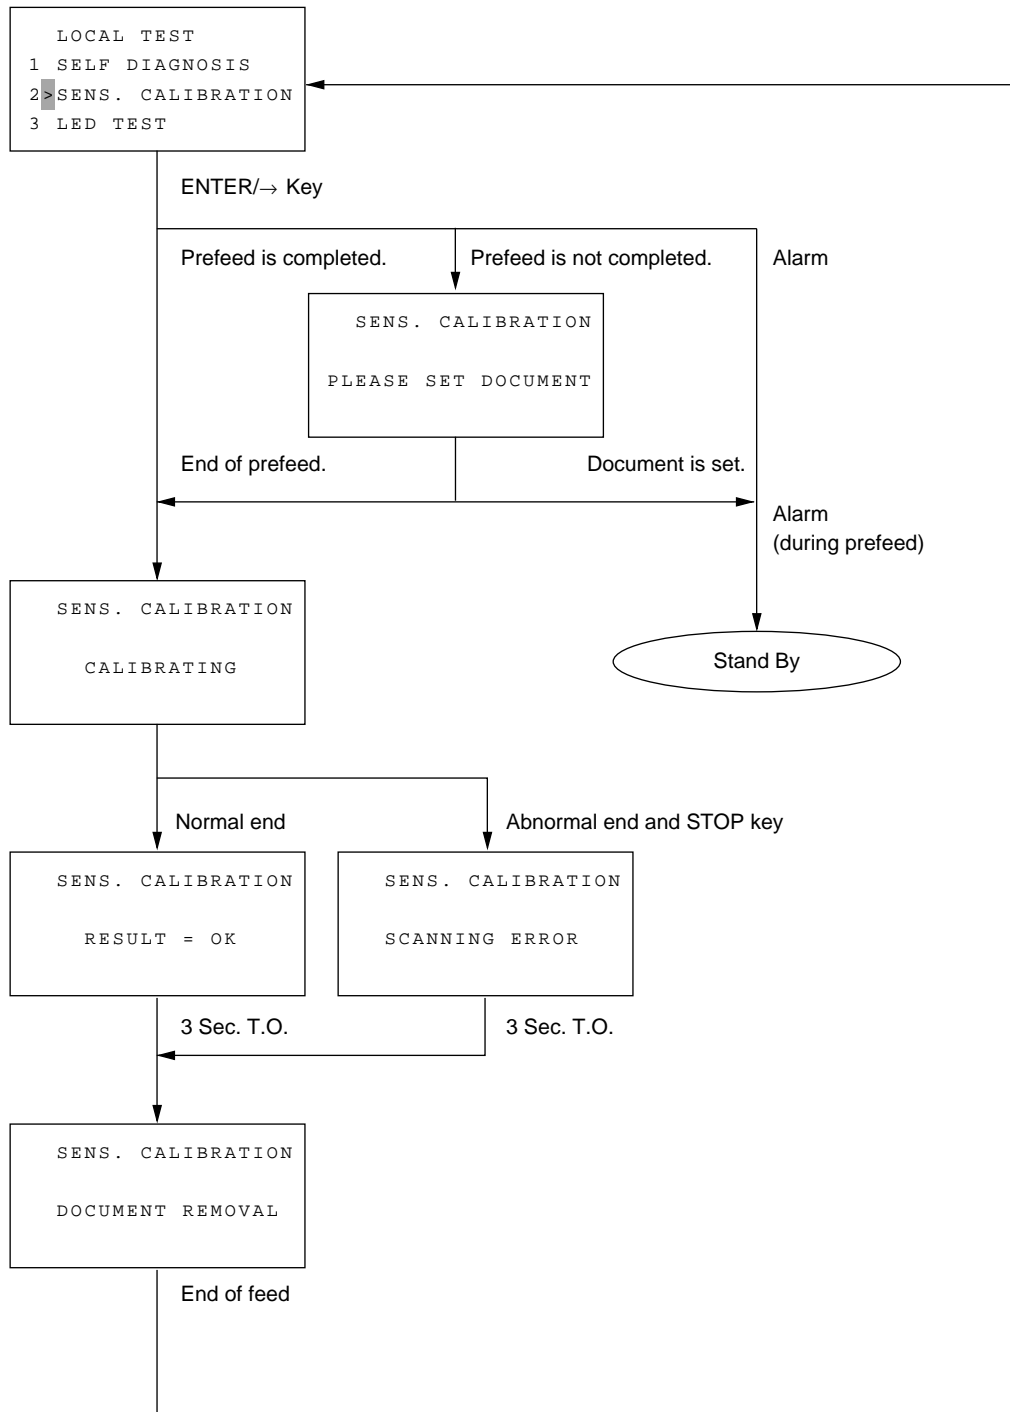 LOCAL TEST
1 SELF DIAGNOSIS
2>SENS. CALIBRATION
3 LED TEST
ENTER/→ Key
Prefeed is completed.
Prefeed is not completed.
Alarm
SENS. CALIBRATION
PLEASE SET DOCUMENT
End of prefeed.
Document is set.
Alarm
(during prefeed)
SENS. CALIBRATION
CALIBRATING
Stand By
Normal end
Abnormal end and STOP key
SENS. CALIBRATION
RESULT = OK
SENS. CALIBRATION
SCANNING ERROR
3 Sec. T.O.
3 Sec. T.O.
SENS. CALIBRATION
DOCUMENT REMOVAL
End of feed